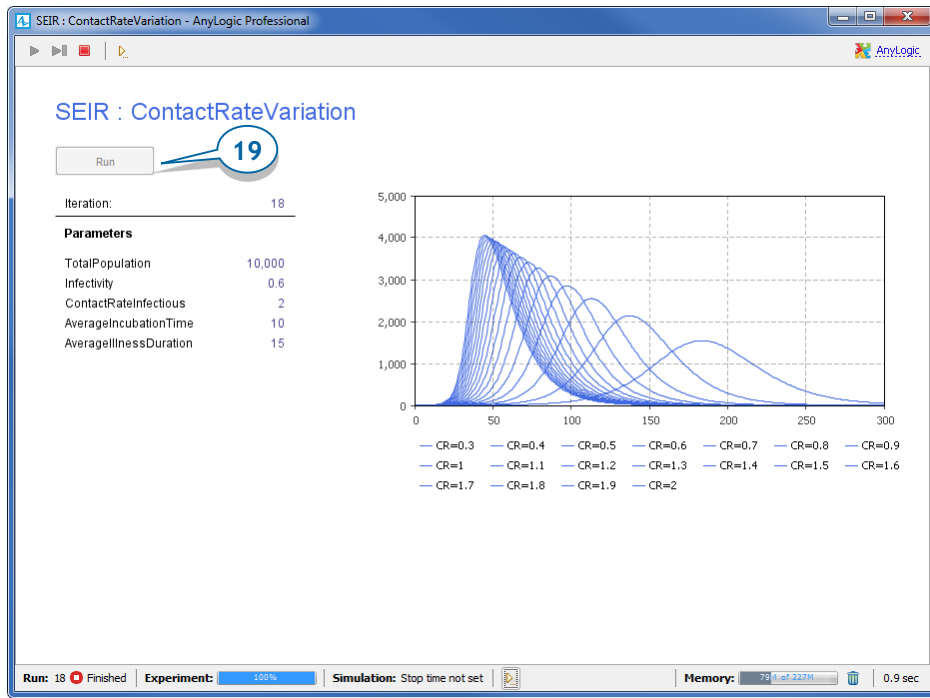 SEIR : ContactRateVariation - AnyLogic Professional
AnyLogic
SEIR : ContactRateVariation
Run
19
Iteration: 18
Parameters
TotalPopulation 10,000
Infectivity 0.6
ContactRateInfectious 2
AverageIncubationTime 10
AverageIllnessDuration 15
5,000
4,000
3,000
2,000
1,000
0
0 50 100 150 200 250 300
CR=0.3 CR=0.4 CR=0.5 CR=0.6 CR=0.7 CR=0.8 CR=0.9
CR=1 CR=1.1 CR=1.2 CR=1.3 CR=1.4 CR=1.5 CR=1.6
CR=1.7 CR=1.8 CR=1.9 CR=2
Run: 18 Finished Experiment: 100% Simulation: Stop time not set Memory: of 227M 0.9 sec